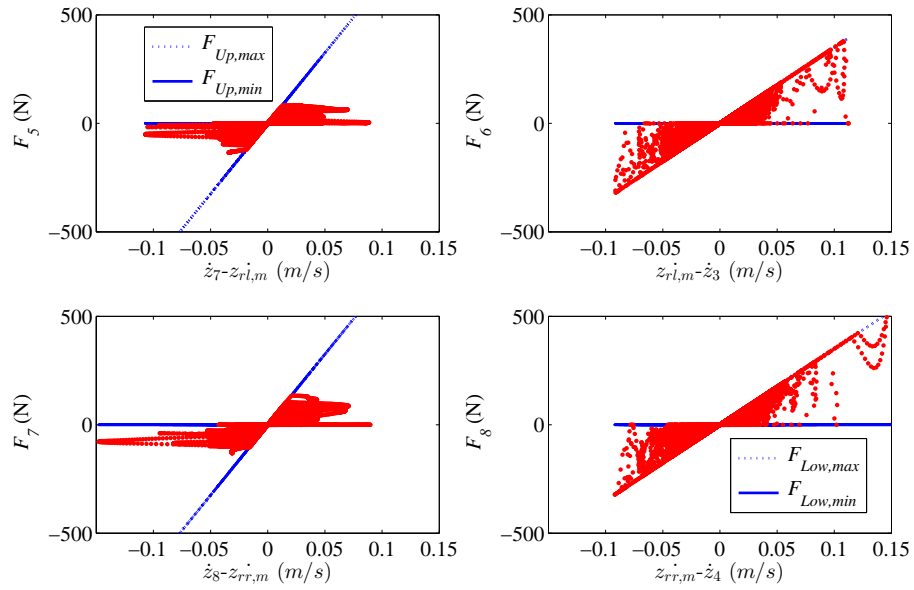 500
0
−500
F_5 (N)
F_{Up,max}
F_{Up,min}
−0.1 −0.05 0 0.05 0.1 0.15
ż_7-ż_{rl,m} (m/s)
500
0
−500
F_6 (N)
−0.1 −0.05 0 0.05 0.1 0.15
ż_{rl,m}-ż_3 (m/s)
500
0
−500
F_7 (N)
−0.1 −0.05 0 0.05 0.1 0.15
ż_8-ż_{rr,m} (m/s)
500
0
−500
F_8 (N)
F_{Low,max}
F_{Low,min}
−0.1 −0.05 0 0.05 0.1 0.15
ż_{rr,m}-ż_4 (m/s)